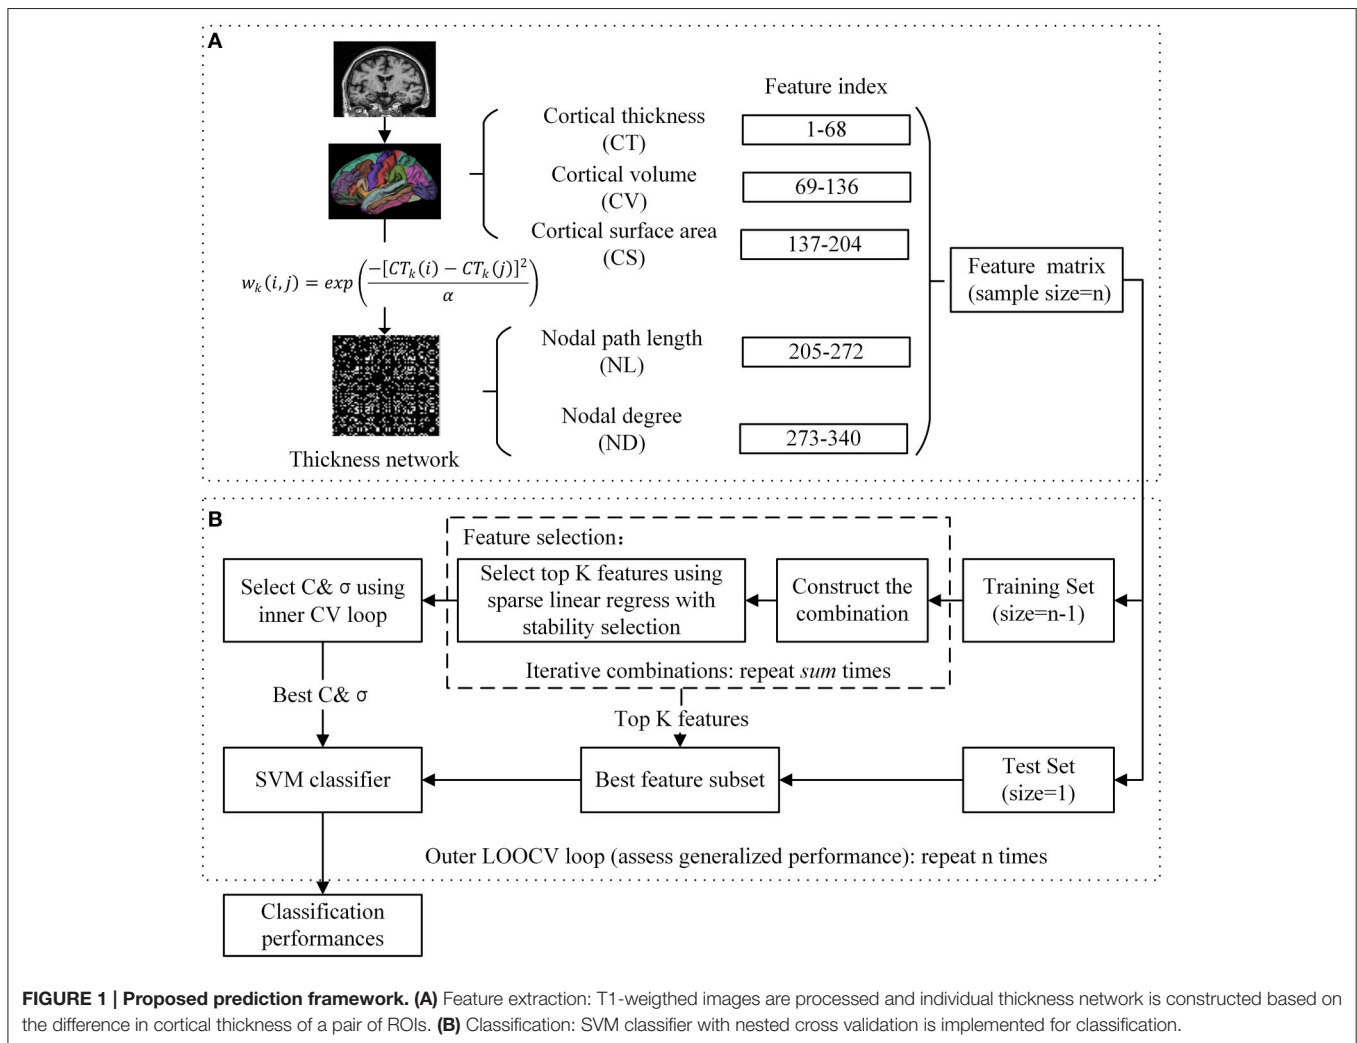 A
Feature index
Cortical thickness
(CT)
1-68
Cortical volume
(CV)
69-136
Cortical surface area
(CS)
137-204
w_k(i,j) = exp(−[CT_k(i) − CT_k(j)]²/α)
Feature matrix
(sample size=n)
Nodal path length
(NL)
205-272
Nodal degree
(ND)
273-340
Thickness network
B
Feature selection：
Select C& σ using
inner CV loop
Select top K features using
sparse linear regress with
stability selection
Construct the
combination
Training Set
(size=n-1)
Iterative combinations: repeat sum times
Best C& σ
Top K features
SVM classifier
Best feature subset
Test Set
(size=1)
Outer LOOCV loop (assess generalized performance): repeat n times
Classification
performances
FIGURE 1 | Proposed prediction framework. (A) Feature extraction: T1-weigthed images are processed and individual thickness network is constructed based on
the difference in cortical thickness of a pair of ROIs. (B) Classification: SVM classifier with nested cross validation is implemented for classification.